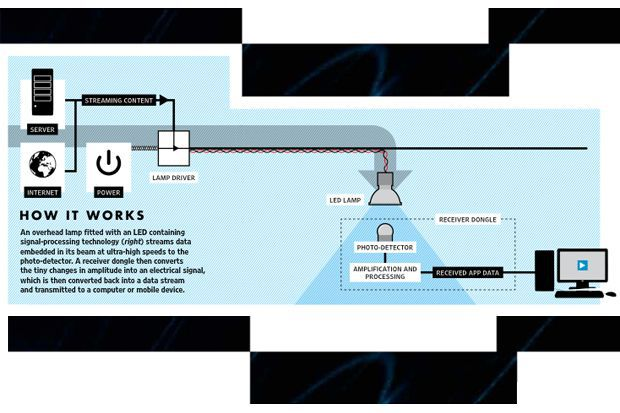 STREAMING CONTENT
SERVER
INTERNET
POWER
LAMP DRIVER
LED LAMP
RECEIVER DONGLE
PHOTO-DETECTOR
AMPLIFICATION AND
PROCESSING
RECEIVED APP DATA
HOW IT WORKS
An overhead lamp fitted with an LED containing
signal-processing technology (right) streams data
embedded in its beam at ultra-high speeds to the
photo-detector. A receiver dongle then converts
the tiny changes in amplitude into an electrical signal,
which is then converted back into a data stream
and transmitted to a computer or mobile device.